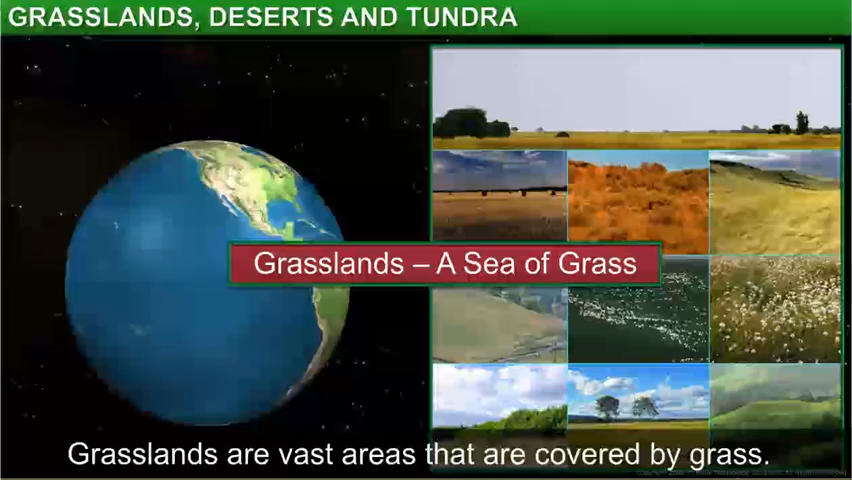 GRASSLANDS, DESERTS AND TUNDRA
Grasslands – A Sea of Grass
Grasslands are vast areas that are covered by grass.